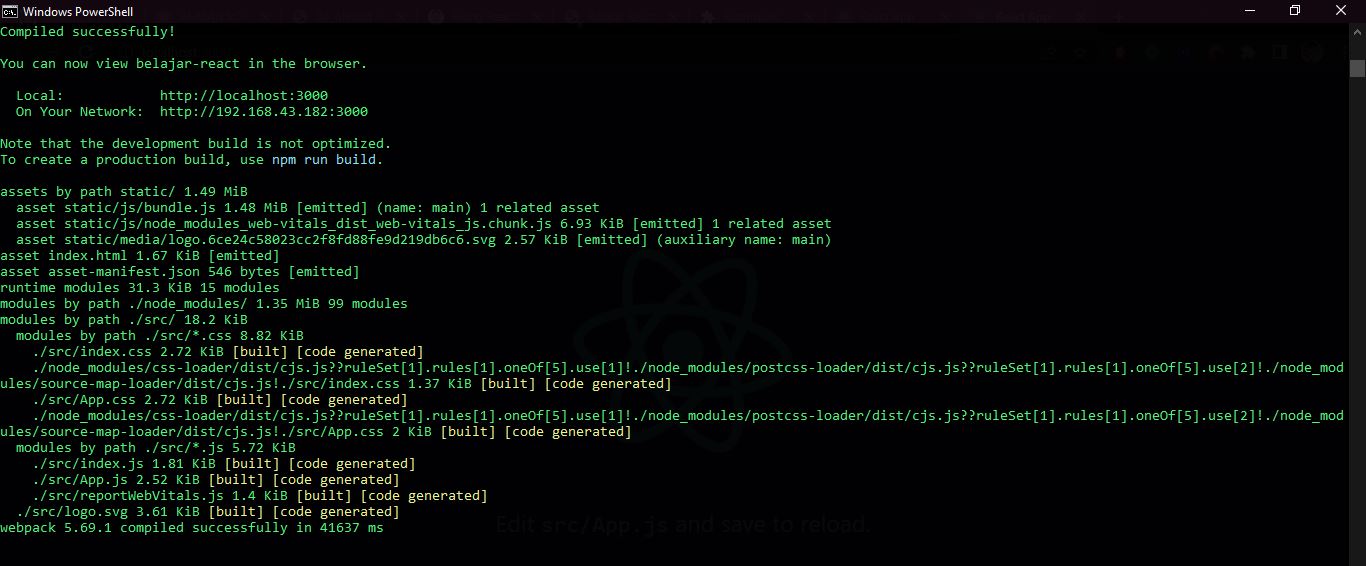 Windows PowerShell
Compiled successfully!
You can now view belajar-react in the browser.
Local: http://localhost:3000
On Your Network: http://192.168.43.182:3000
Note that the development build is not optimized.
To create a production build, use npm run build.
assets by path static/ 1.49 MiB
asset static/js/bundle.js 1.48 MiB [emitted] (name: main) 1 related asset
asset static/js/node_modules_web-vitals_dist_web-vitals_js.chunk.js 6.93 KiB [emitted] 1 related asset
asset static/media/logo.6ce24c58023cc2f8fd88fe9d219db6c6.svg 2.57 KiB [emitted] (auxiliary name: main)
asset index.html 1.67 KiB [emitted]
asset asset-manifest.json 546 bytes [emitted]
runtime modules 31.3 KiB 15 modules
modules by path ./node_modules/ 1.35 MiB 99 modules
modules by path ./src/ 18.2 KiB
modules by path ./src/*.css 8.82 KiB
./src/index.css 2.72 KiB [built] [code generated]
./node_modules/css-loader/dist/cjs.js??ruleSet[1].rules[1].oneOf[5].use[1]!./node_modules/postcss-loader/dist/cjs.js??ruleSet[1].rules[1].oneOf[5].use[2]!./node_mod
ules/source-map-loader/dist/cjs.js!./src/index.css 1.37 KiB [built] [code generated]
./src/App.css 2.72 KiB [built] [code generated]
./node_modules/css-loader/dist/cjs.js??ruleSet[1].rules[1].oneOf[5].use[1]!./node_modules/postcss-loader/dist/cjs.js??ruleSet[1].rules[1].oneOf[5].use[2]!./node_mod
ules/source-map-loader/dist/cjs.js!./src/App.css 2 KiB [built] [code generated]
modules by path ./src/*.js 5.72 KiB
./src/index.js 1.81 KiB [built] [code generated]
./src/App.js 2.52 KiB [built] [code generated]
./src/reportWebVitals.js 1.4 KiB [built] [code generated]
./src/logo.svg 3.61 KiB [built] [code generated]
Edit src/App.js and save to reload.
webpack 5.69.1 compiled successfully in 41637 ms